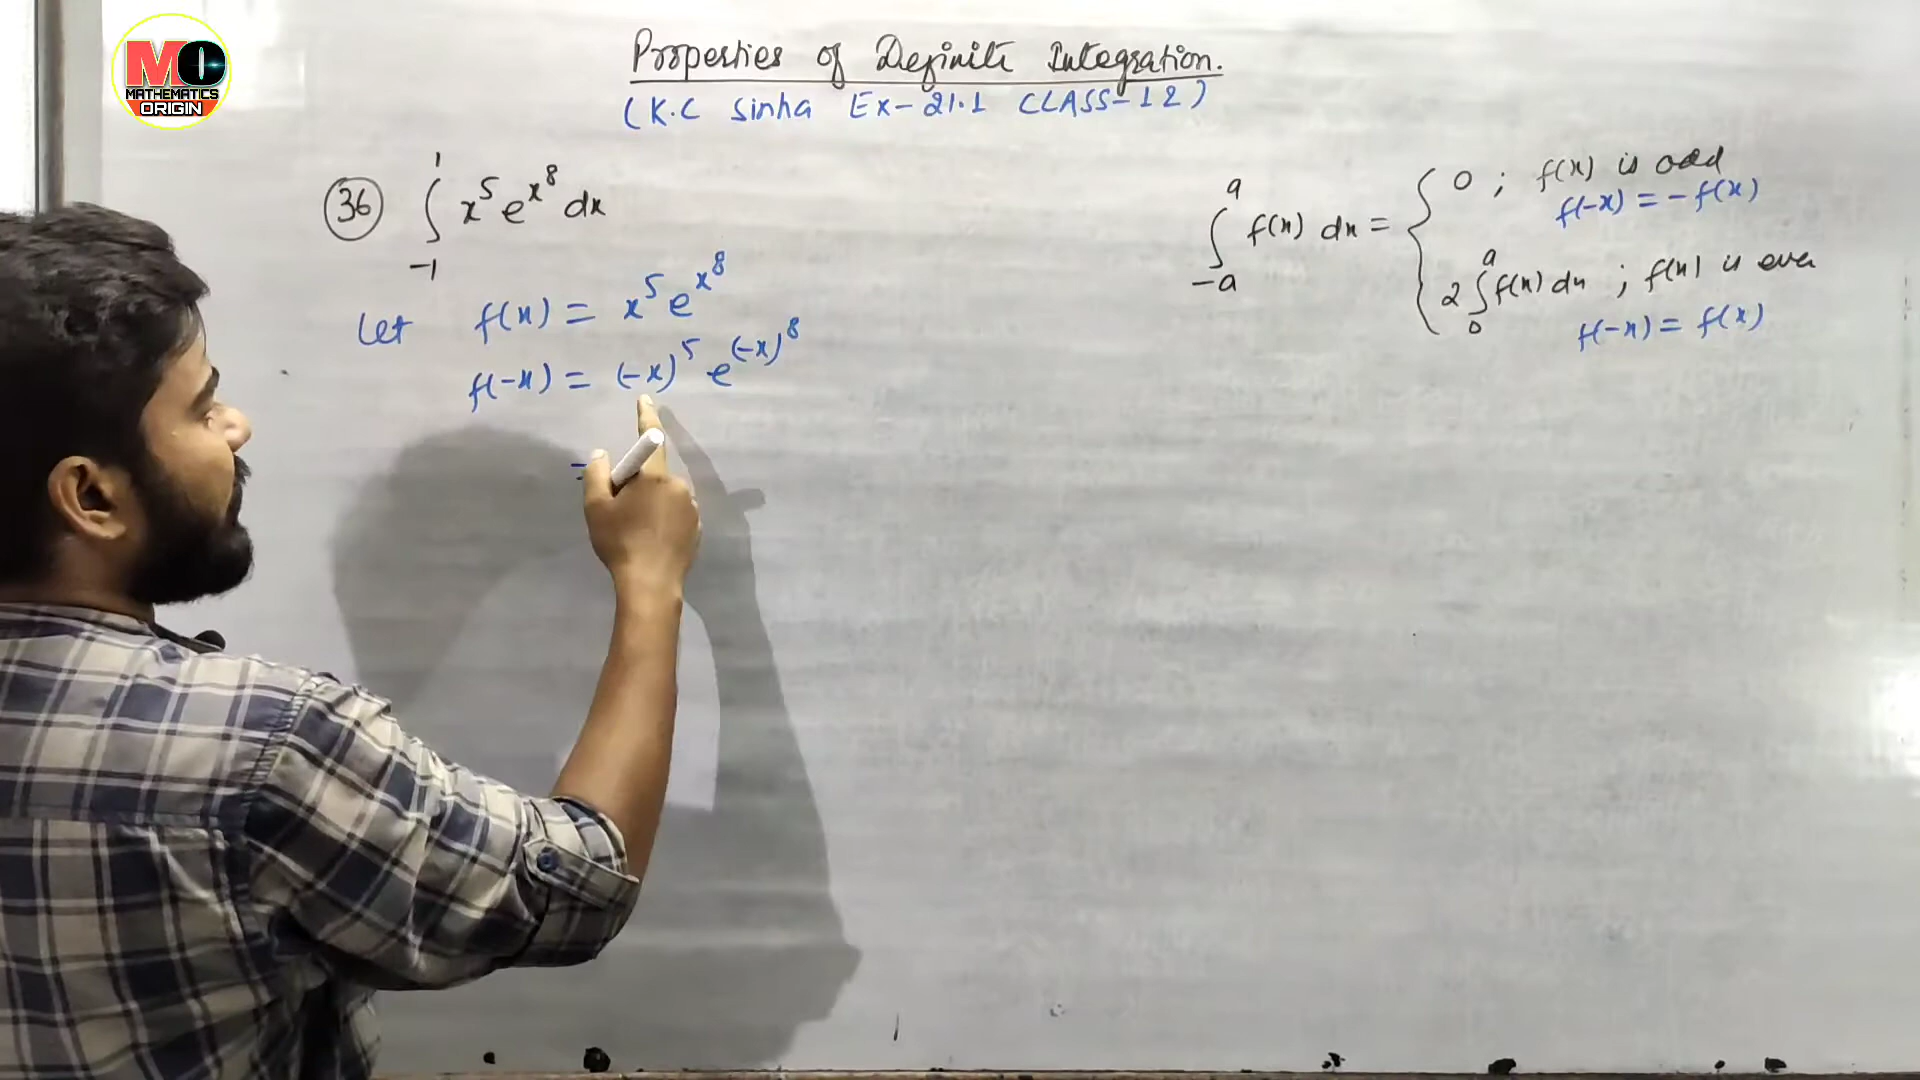 MO
MATHEMATICS
ORIGIN
Properties of Definite Integration.
(K.C Sinha Ex-21.1 CLASS-12)
(36) ∫₋₁¹ x⁵ e^x⁸ dx
Let f(x) = x⁵ e^x⁸
f(-x) = (-x)⁵ e^(-x)⁸
=
∫₋ₐᵃ f(x) dx = { 0 ; f(x) is odd
f(-x) = -f(x)
2 ∫₀ᵃ f(x) dx ; f(x) is even
f(-x) = f(x)